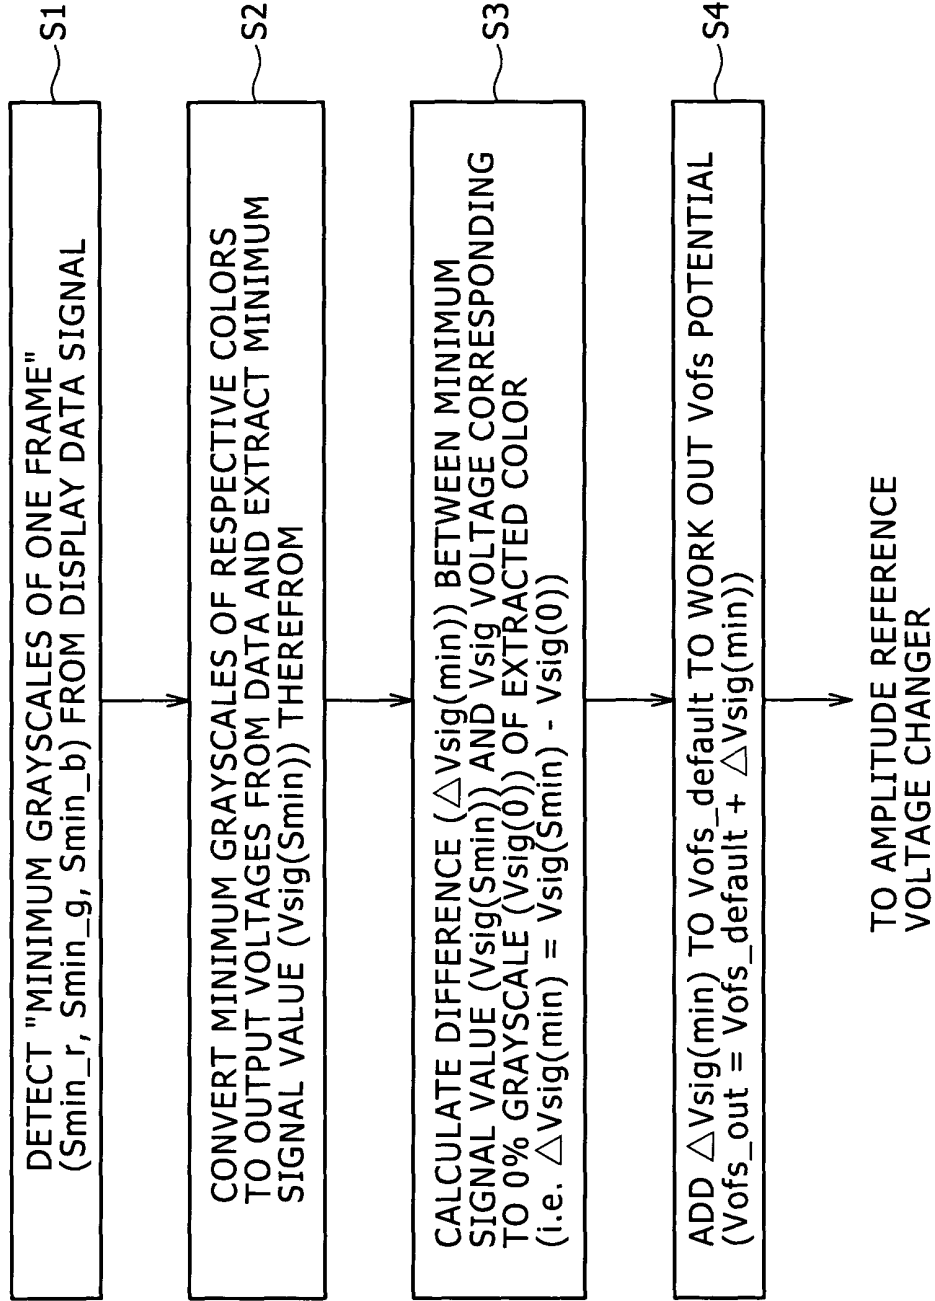 DETECT "MINIMUM GRAYSCALES OF ONE FRAME"
(Smin_r, Smin_g, Smin_b) FROM DISPLAY DATA SIGNAL
S1
CONVERT MINIMUM GRAYSCALES OF RESPECTIVE COLORS
TO OUTPUT VOLTAGES FROM DATA AND EXTRACT MINIMUM
SIGNAL VALUE (Vsig(Smin)) THEREFROM
S2
CALCULATE DIFFERENCE (△Vsig(min)) BETWEEN MINIMUM
SIGNAL VALUE (Vsig(Smin)) AND Vsig VOLTAGE CORRESPONDING
TO 0% GRAYSCALE (Vsig(0)) OF EXTRACTED COLOR
(i.e. △Vsig(min) = Vsig(Smin) - Vsig(0))
S3
ADD △Vsig(min) TO Vofs_default TO WORK OUT Vofs POTENTIAL
(Vofs_out = Vofs_default + △Vsig(min))
S4
TO AMPLITUDE REFERENCE
VOLTAGE CHANGER